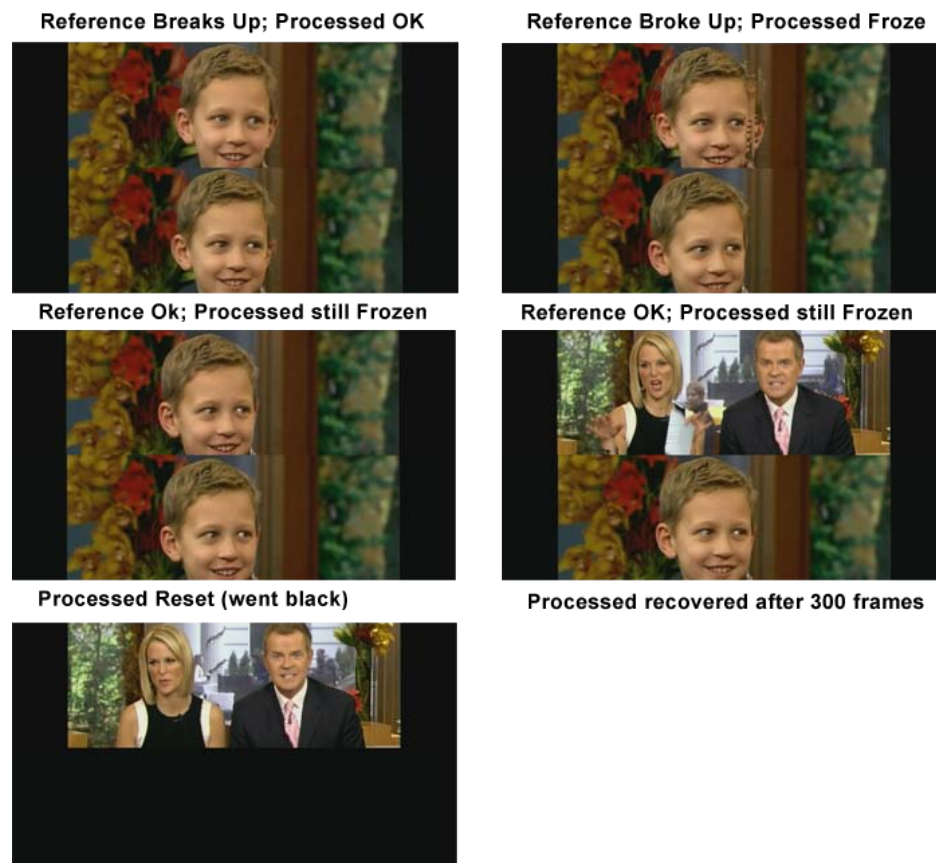 Reference Breaks Up; Processed OK
Reference Broke Up; Processed Froze
Reference Ok; Processed still Frozen
Reference OK; Processed still Frozen
Processed Reset (went black)
Processed recovered after 300 frames